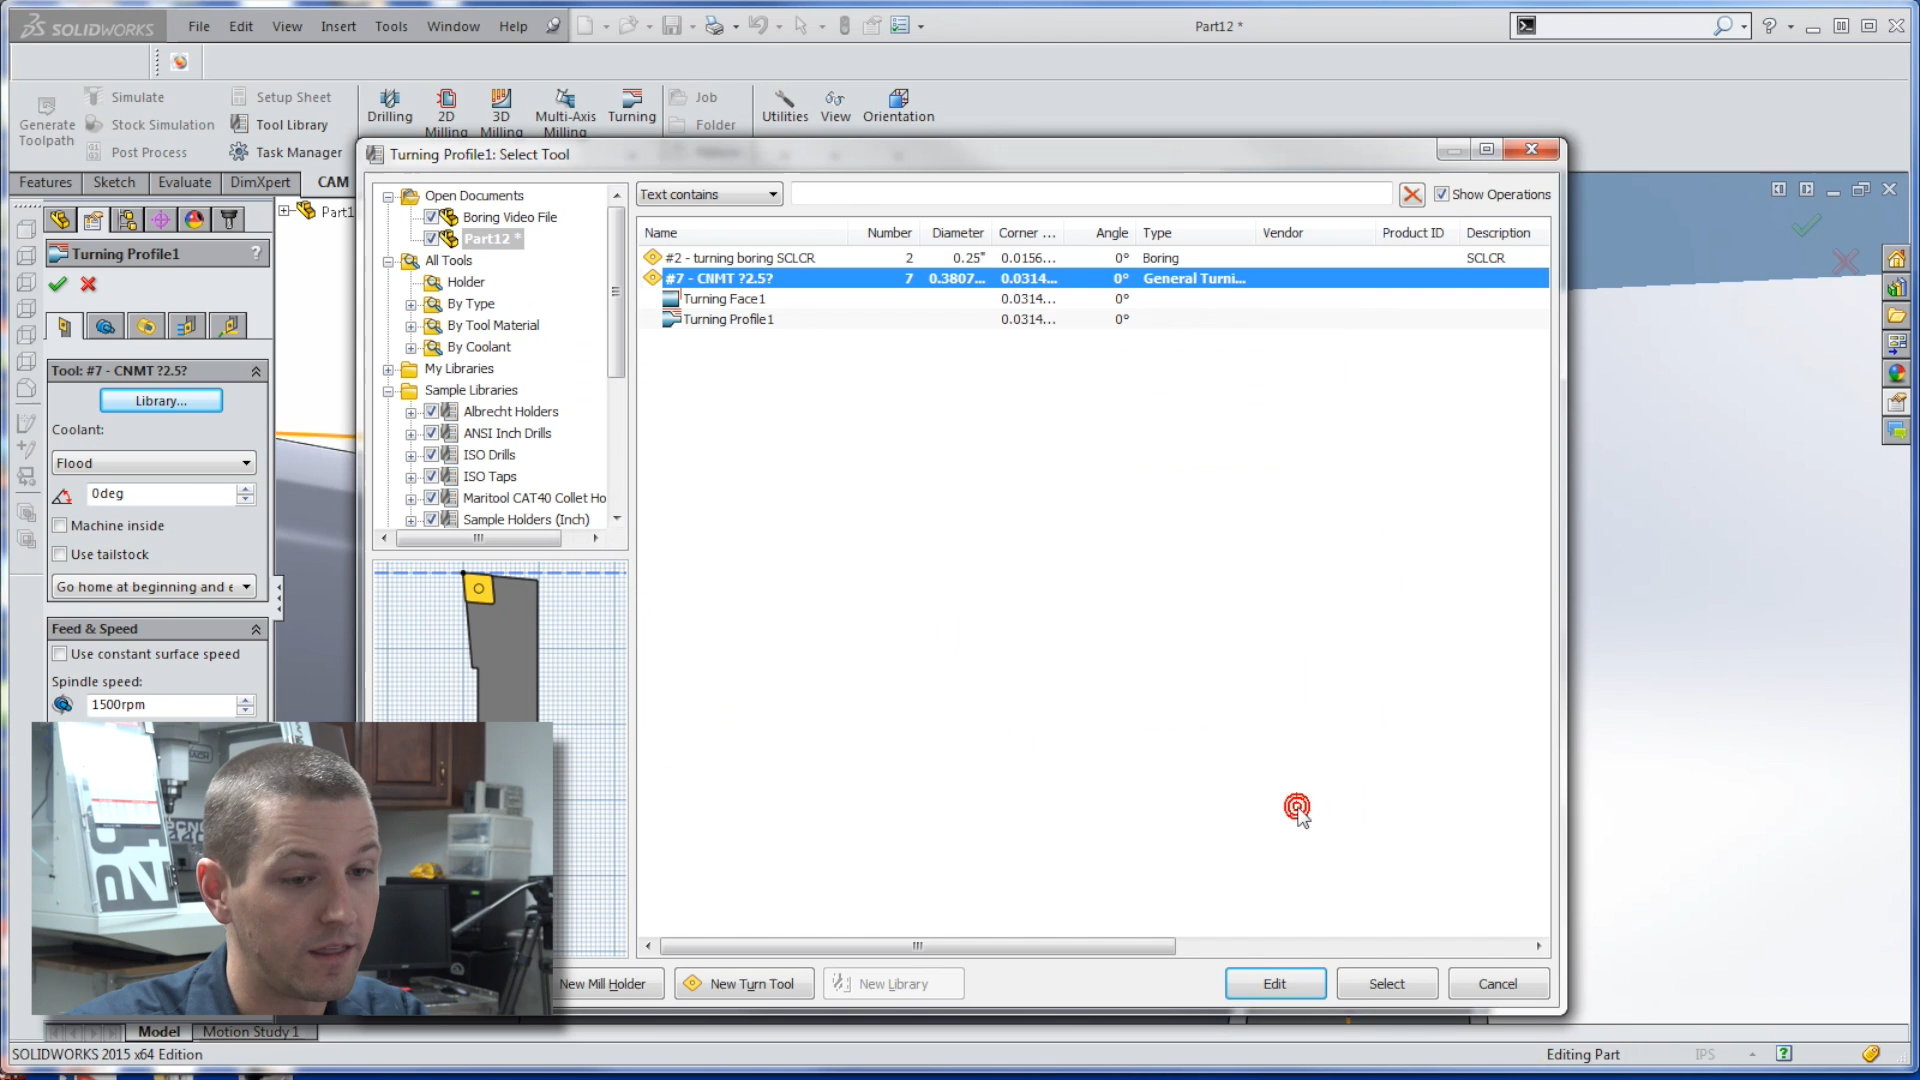 SOLIDWORKS File Edit View Insert Tools Window Help Part12 *
Generate Toolpath
Simulate
Stock Simulation
Post Process
Setup Sheet
Tool Library
Task Manager
Drilling
2D Milling
3D Milling
Multi-Axis Milling
Turning
Job
Folder
Utilities
View
Orientation
Features Sketch Evaluate DimXpert CAM
Part1
Turning Profile1 ?
Tool: #7 - CNMT ?2.5?
Library...
Coolant:
Flood
0deg
Machine inside
Use tailstock
Go home at beginning and e
Feed & Speed
Use constant surface speed
Spindle speed:
1500rpm
Turning Profile1: Select Tool
Open Documents
Boring Video File
Part12 *
All Tools
Holder
By Type
By Tool Material
By Coolant
My Libraries
Sample Libraries
Albrecht Holders
ANSI Inch Drills
ISO Drills
ISO Taps
Maritool CAT40 Collet Ho
Sample Holders (Inch)
Text contains
Show Operations
Name Number Diameter Corner ... Angle Type Vendor Product ID Description
#2 - turning boring SCLCR 2 0.25" 0.0156... 0° Boring SCLCR
#7 - CNMT ?2.5? 7 0.3807... 0.0314... 0° General Turni...
Turning Face1 0.0314... 0°
Turning Profile1 0.0314... 0°
New Mill Holder New Turn Tool New Library Edit Select Cancel
Model Motion Study 1
SOLIDWORKS 2015 x64 Edition Editing Part IPS